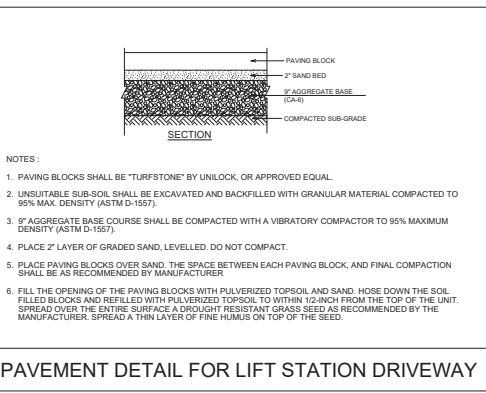 PAVING BLOCK
2" SAND BED
9" AGGREGATE BASE
(CA-6)
COMPACTED SUB-GRADE
SECTION
NOTES :
1. PAVING BLOCKS SHALL BE "TURFSTONE" BY UNILOCK, OR APPROVED EQUAL.
2. UNSUITABLE SUB-SOIL SHALL BE EXCAVATED AND BACKFILLED WITH GRANULAR MATERIAL COMPACTED TO
95% MAX. DENSITY (ASTM D-1557).
3. 9" AGGREGATE BASE COURSE SHALL BE COMPACTED WITH A VIBRATORY COMPACTOR TO 95% MAXIMUM
DENSITY (ASTM D-1557).
4. PLACE 2" LAYER OF GRADED SAND, LEVELLED. DO NOT COMPACT.
5. PLACE PAVING BLOCKS OVER SAND. THE SPACE BETWEEN EACH PAVING BLOCK, AND FINAL COMPACTION
SHALL BE AS RECOMMENDED BY MANUFACTURER
6. FILL THE OPENING OF THE PAVING BLOCKS WITH PULVERIZED TOPSOIL AND SAND. HOSE DOWN THE SOIL
FILLED BLOCKS AND REFILLED WITH PULVERIZED TOPSOIL TO WITHIN 1/2-INCH FROM THE TOP OF THE UNIT.
SPREAD OVER THE ENTIRE SURFACE A DROUGHT RESISTANT GRASS SEED AS RECOMMENDED BY THE
MANUFACTURER. SPREAD A THIN LAYER OF FINE HUMUS ON TOP OF THE SEED.
PAVEMENT DETAIL FOR LIFT STATION DRIVEWAY